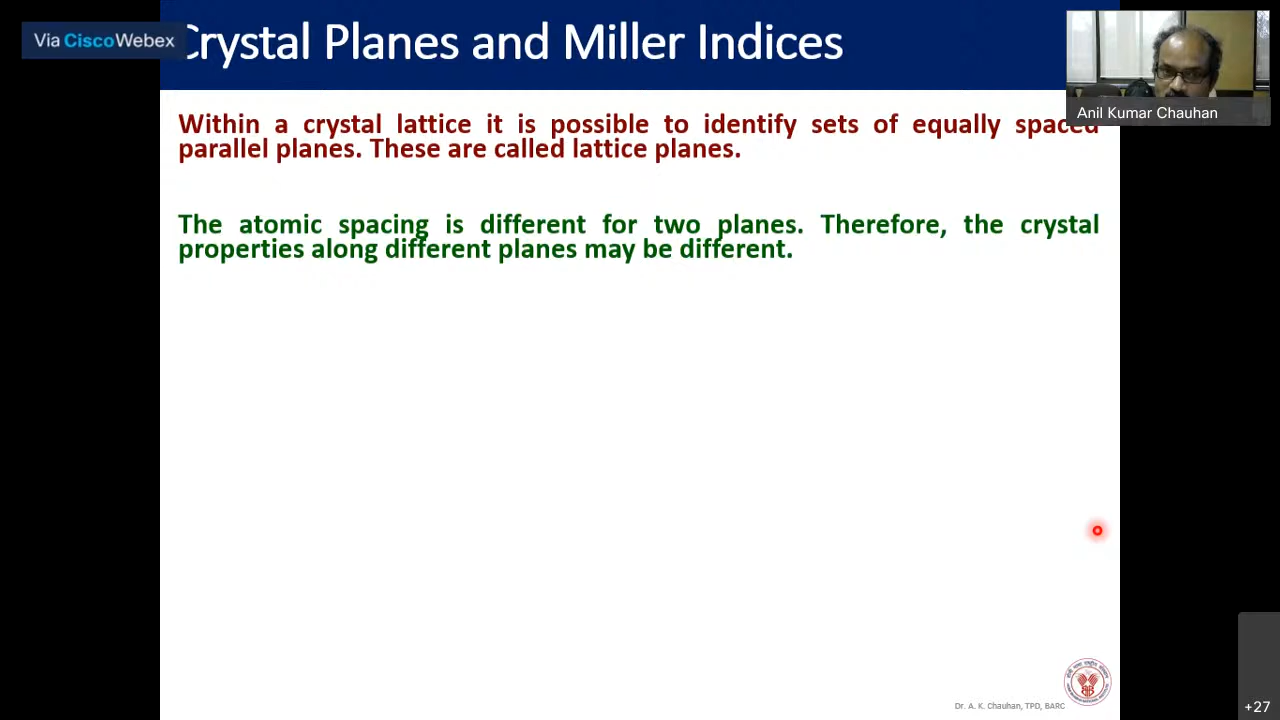 Via CiscoWebex
Crystal Planes and Miller Indices
Anil Kumar Chauhan
Within a crystal lattice it is possible to identify sets of equally spaced
parallel planes. These are called lattice planes.
The atomic spacing is different for two planes. Therefore, the crystal
properties along different planes may be different.
Dr. A. K. Chauhan, TPD, BARC
+27